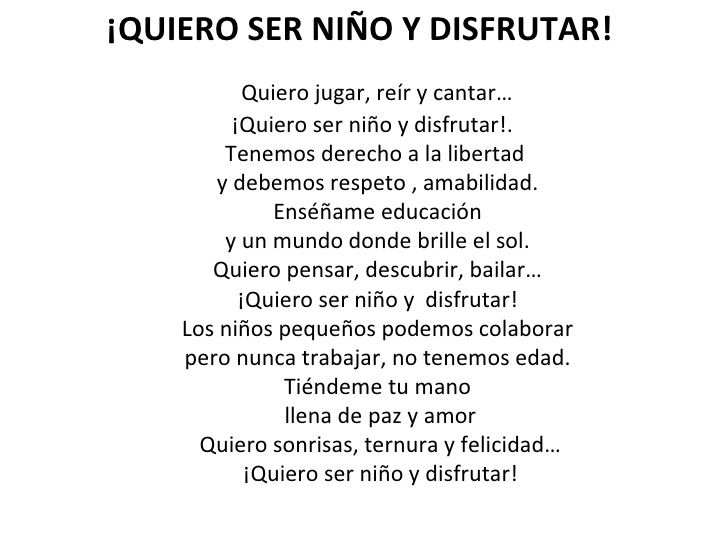 ¡QUIERO SER NIÑO Y DISFRUTAR!
Quiero jugar, reír y cantar…
¡Quiero ser niño y disfrutar!.
Tenemos derecho a la libertad
y debemos respeto , amabilidad.
Enséñame educación
y un mundo donde brille el sol.
Quiero pensar, descubrir, bailar…
¡Quiero ser niño y  disfrutar!
Los niños pequeños podemos colaborar
pero nunca trabajar, no tenemos edad.
Tiéndeme tu mano
llena de paz y amor
Quiero sonrisas, ternura y felicidad…
¡Quiero ser niño y disfrutar!